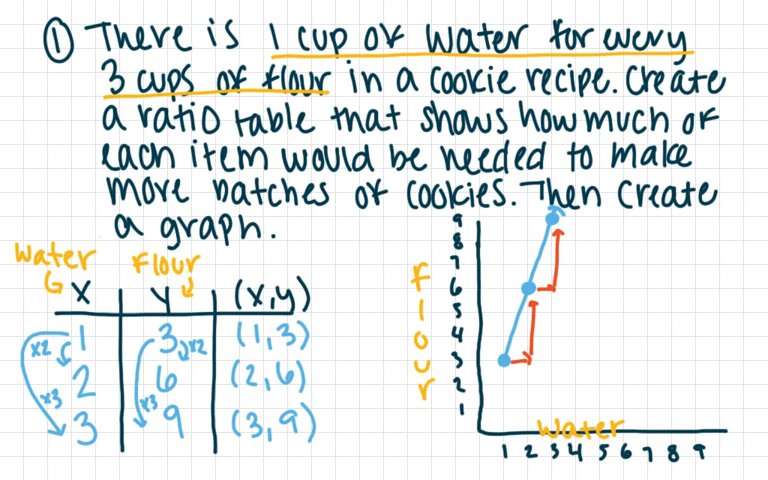 ① There is 1 cup of water for every
3 cups of flour in a cookie recipe. Create
a ratio table that shows how much of
each item would be needed to make
more batches of cookies. Then create
a graph.
Water Flour
X Y (X,y)
x2 1 3 x2 (1,3)
2 6 (2,6)
x3 3 x3 9 (3,9)
Flour
9
8
7
6
5
4
3
2
1
Water
1 2 3 4 5 6 7 8 9